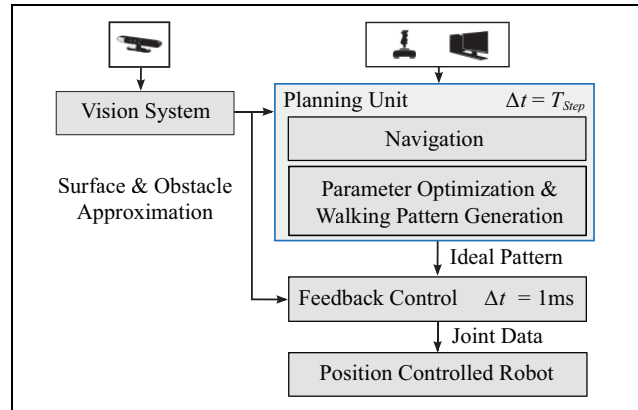 Planning Unit Δt = T_Step
Vision System
Navigation
Surface & Obstacle
Approximation
Parameter Optimization &
Walking Pattern Generation
Ideal Pattern
Feedback Control Δt = 1ms
Joint Data
Position Controlled Robot